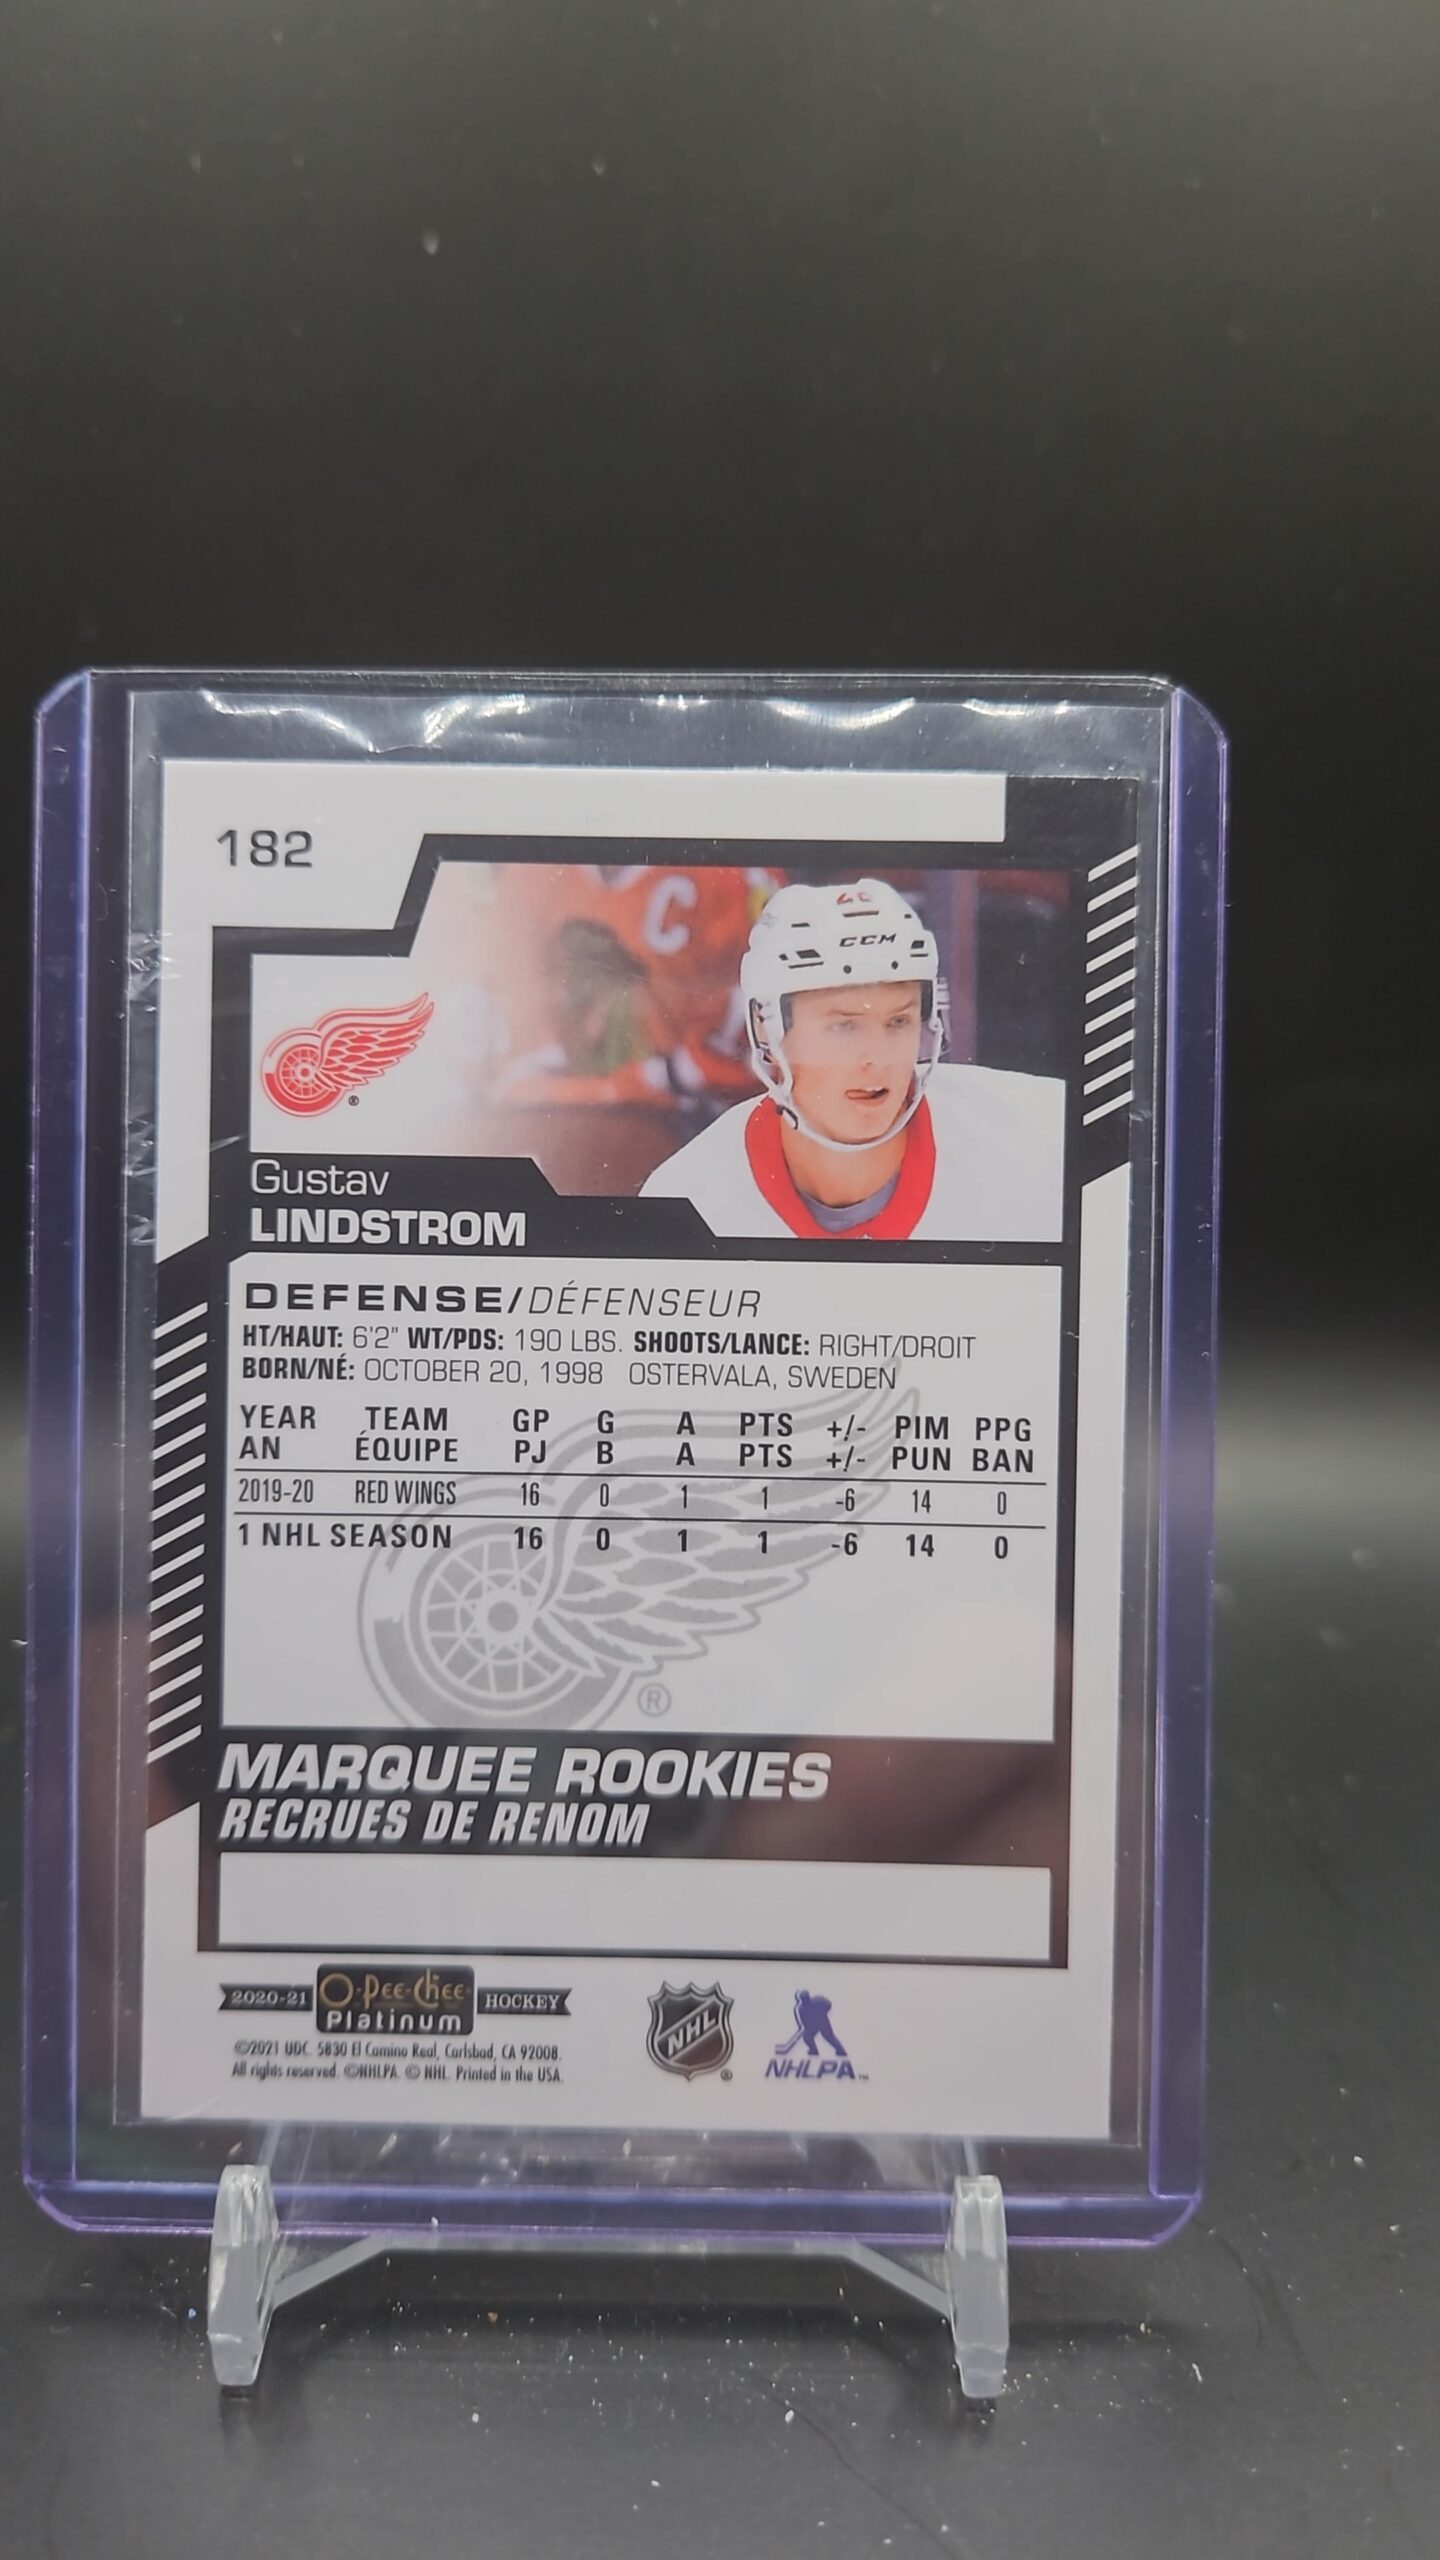 182
C
CCM
®
Gustav
LINDSTROM
DEFENSE/DÉFENSEUR
HT/HAUT: 6'2" WT/PDS: 190 LBS. SHOOTS/LANCE: RIGHT/DROIT
BORN/NÉ: OCTOBER 20, 1998 OSTERVALA, SWEDEN
YEAR TEAM GP G A PTS +/- PIM PPG
AN ÉQUIPE PJ B A PTS +/- PUN BAN
2019-20 RED WINGS 16 0 1 1 -6 14 0
1 NHL SEASON 16 0 1 1 -6 14 0
®
MARQUEE ROOKIES
RECRUES DE RENOM
2020-21 O-Pee-Chee Platinum HOCKEY
©2021 UDC. 5830 El Camino Real, Carlsbad, CA 92008.
All rights reserved. ©NHLPA. © NHL. Printed in the USA.
NHL ®
NHLPA™